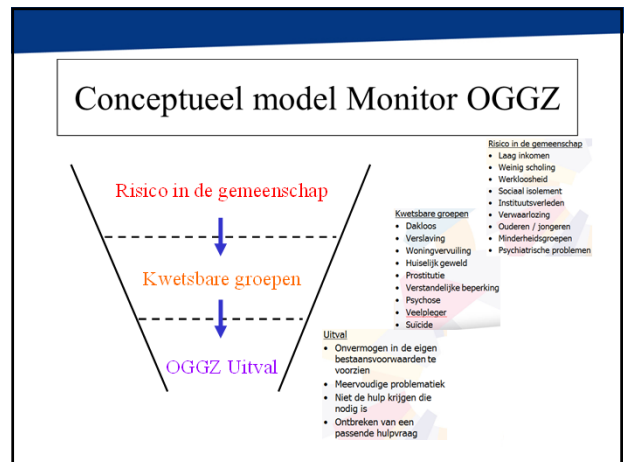 Conceptueel model Monitor OGGZ
Risico in de gemeenschap
Kwetsbare groepen
OGGZ Uitval
Risico in de gemeenschap
• Laag inkomen
• Weinig scholing
• Werkloosheid
• Sociaal isolement
• Instituutsverleden
• Verwaarlozing
• Ouderen / jongeren
• Minderheidsgroepen
• Psychiatrische problemen
Kwetsbare groepen
• Dakloos
• Verslaving
• Woningvervuiling
• Huiselijk geweld
• Prostitutie
• Verstandelijke beperking
• Psychose
• Veelpleger
• Suïcide
Uitval
• Onvermogen in de eigen
bestaansvoorwaarden te
voorzien
• Meervoudige problematiek
• Niet de hulp krijgen die
nodig is
• Ontbreken van een
passende hulpvraag